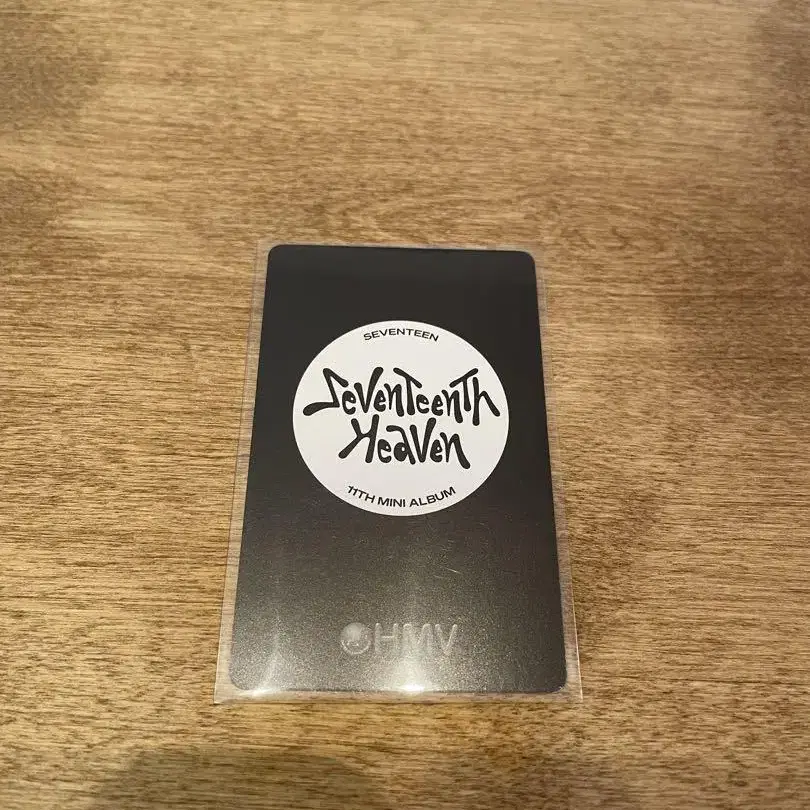 SEVENTEEN
SevenTeenTh
Heaven
11TH MINI ALBUM
HMV